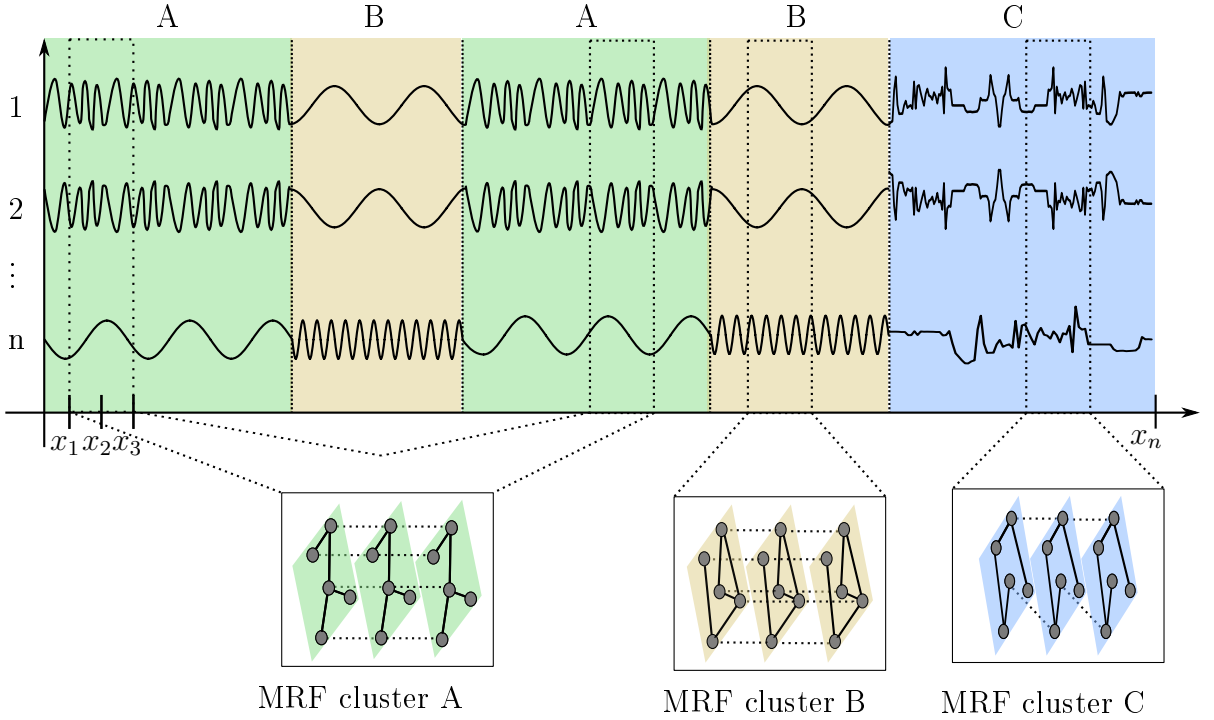 A B A B C
1
2
⋮
n
x₁ x₂ x₃ xₙ
MRF cluster A MRF cluster B MRF cluster C